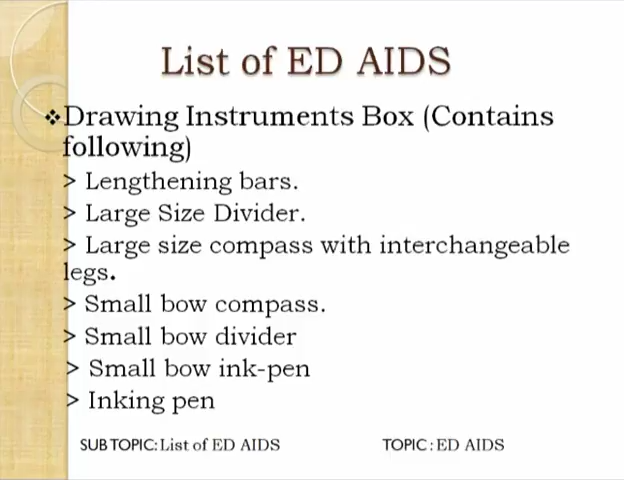 List of ED AIDS
❖Drawing Instruments Box (Contains
following)
> Lengthening bars.
> Large Size Divider.
> Large size compass with interchangeable
legs.
> Small bow compass.
> Small bow divider
> Small bow ink-pen
> Inking pen
SUB TOPIC: List of ED AIDS TOPIC : ED AIDS